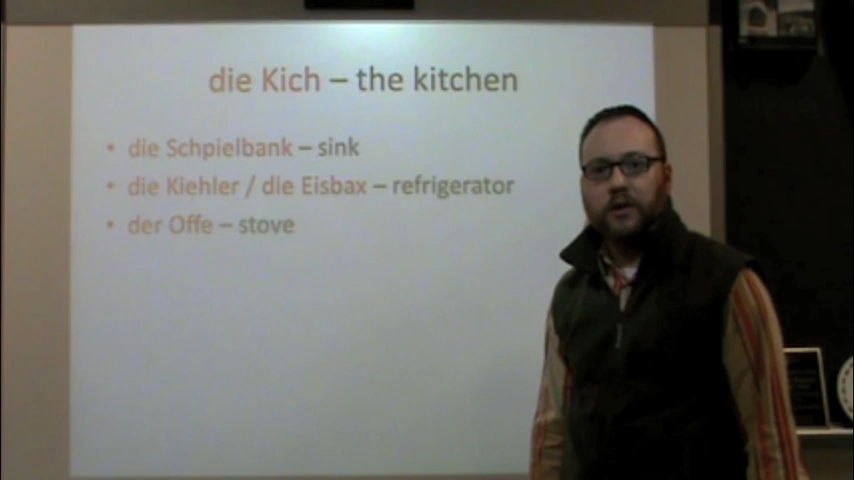 die Kich – the kitchen
• die Schpielbank – sink
• die Kiehler / die Eisbax – refrigerator
• der Offe – stove